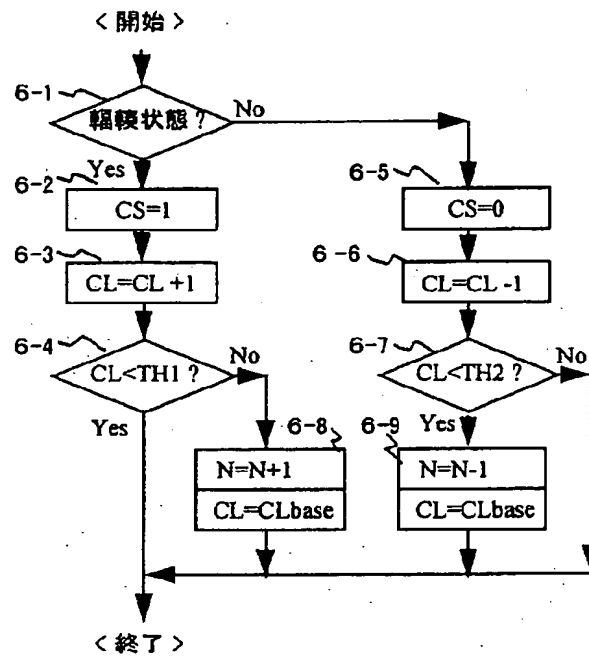 <開始>
6-1
輻輳状態?
No
Yes
6-2
CS=1
6-5
CS=0
6-3
CL=CL +1
6-6
CL=CL -1
6-4
CL<TH1 ?
No
Yes
6-7
CL<TH2 ?
No
Yes
6-8
N=N+1
CL=CLbase
6-9
N=N-1
CL=CLbase
<終了>